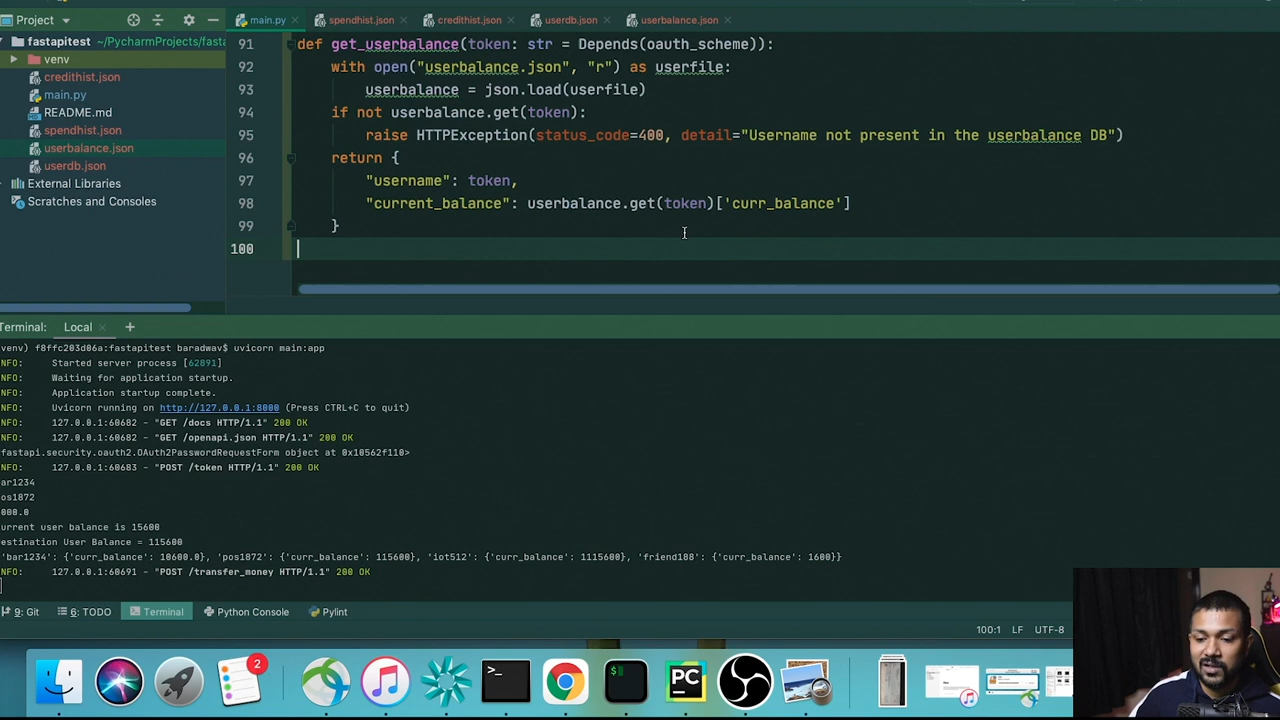 Project
main.py
spendhist.json
credithist.json
userdb.json
userbalance.json
fastapitest ~/PycharmProjects/fasta
venv
credithist.json
main.py
README.md
spendhist.json
userbalance.json
userdb.json
External Libraries
Scratches and Consoles
91 def get_userbalance(token: str = Depends(oauth_scheme)):
92 with open("userbalance.json", "r") as userfile:
93 userbalance = json.load(userfile)
94 if not userbalance.get(token):
95 raise HTTPException(status_code=400, detail="Username not present in the userbalance DB")
96 return {
97 "username": token,
98 "current_balance": userbalance.get(token)['curr_balance']
99 }
100
Terminal: Local +
venv) f8ffc203d06a:fastapitest baradwav$ uvicorn main:app
NFO: Started server process [62891]
NFO: Waiting for application startup.
NFO: Application startup complete.
NFO: Uvicorn running on http://127.0.0.1:8000 (Press CTRL+C to quit)
NFO: 127.0.0.1:60682 - "GET /docs HTTP/1.1" 200 OK
NFO: 127.0.0.1:60682 - "GET /openapi.json HTTP/1.1" 200 OK
fastapi.security.oauth2.OAuth2PasswordRequestForm object at 0x10562f110>
NFO: 127.0.0.1:60683 - "POST /token HTTP/1.1" 200 OK
ar1234
os1872
000.0
urrent user balance is 15600
estination User Balance = 115600
'bar1234': {'curr_balance': 10600.0}, 'pos1872': {'curr_balance': 115600}, 'iot512': {'curr_balance': 1115600}, 'friend188': {'curr_balance': 1600}}
NFO: 127.0.0.1:60691 - "POST /transfer_money HTTP/1.1" 200 OK
9: Git 6: TODO Terminal Python Console Pylint
100:1 LF UTF-8
2
>_
$
PC